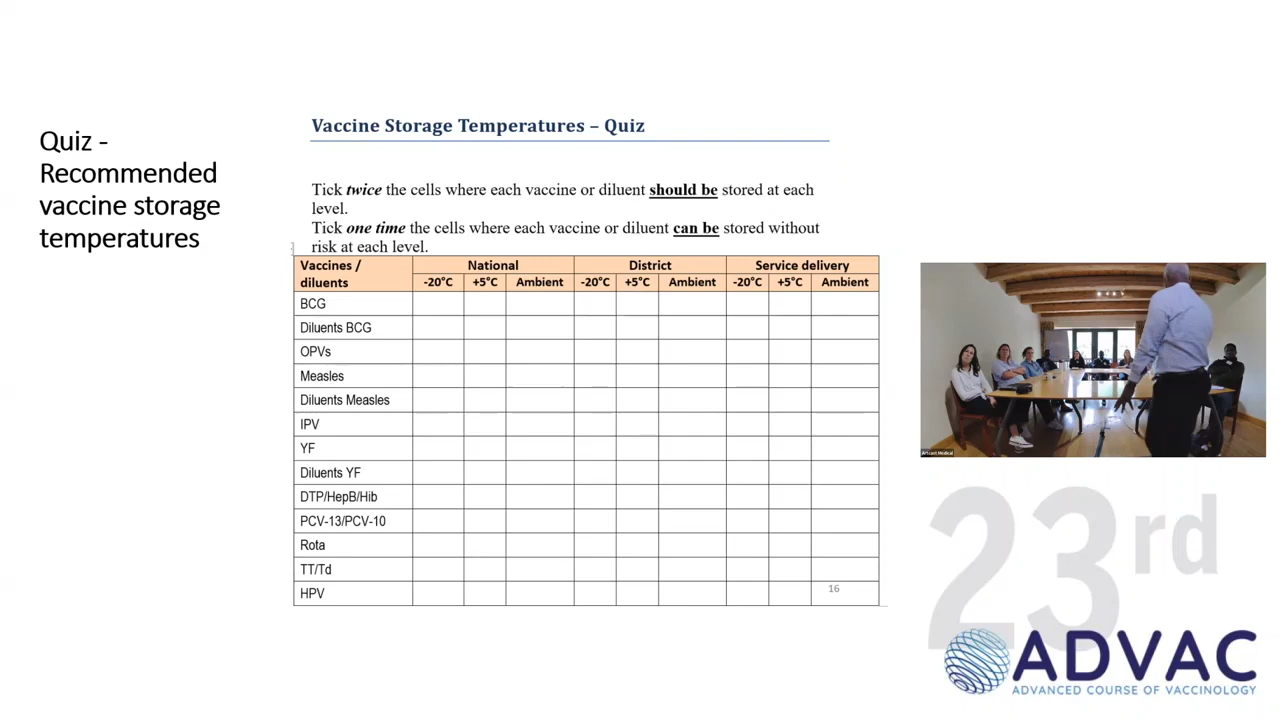 Quiz -
Recommended
vaccine storage
temperatures
Vaccine Storage Temperatures – Quiz
Tick twice the cells where each vaccine or diluent should be stored at each
level.
Tick one time the cells where each vaccine or diluent can be stored without
risk at each level.
Vaccines / diluents National District Service delivery
-20°C +5°C Ambient -20°C +5°C Ambient -20°C +5°C Ambient
BCG
Diluents BCG
OPVs
Measles
Diluents Measles
IPV
YF
Diluents YF
DTP/HepB/Hib
PCV-13/PCV-10
Rota
TT/Td
HPV
16
Artcast Medical
23rd
ADVAC
ADVANCED COURSE OF VACCINOLOGY